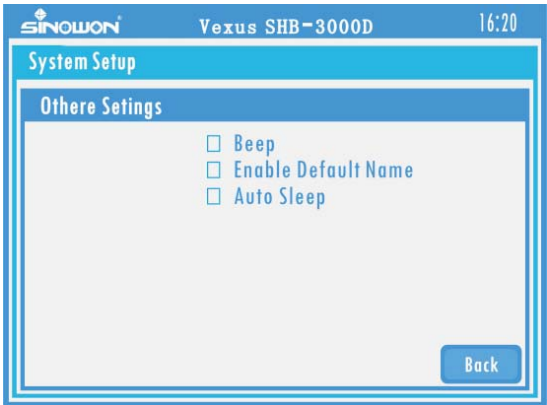 SINOWON Vexus SHB-3000D 16:20
System Setup
Othere Setings
Beep
Enable Default Name
Auto Sleep
Back